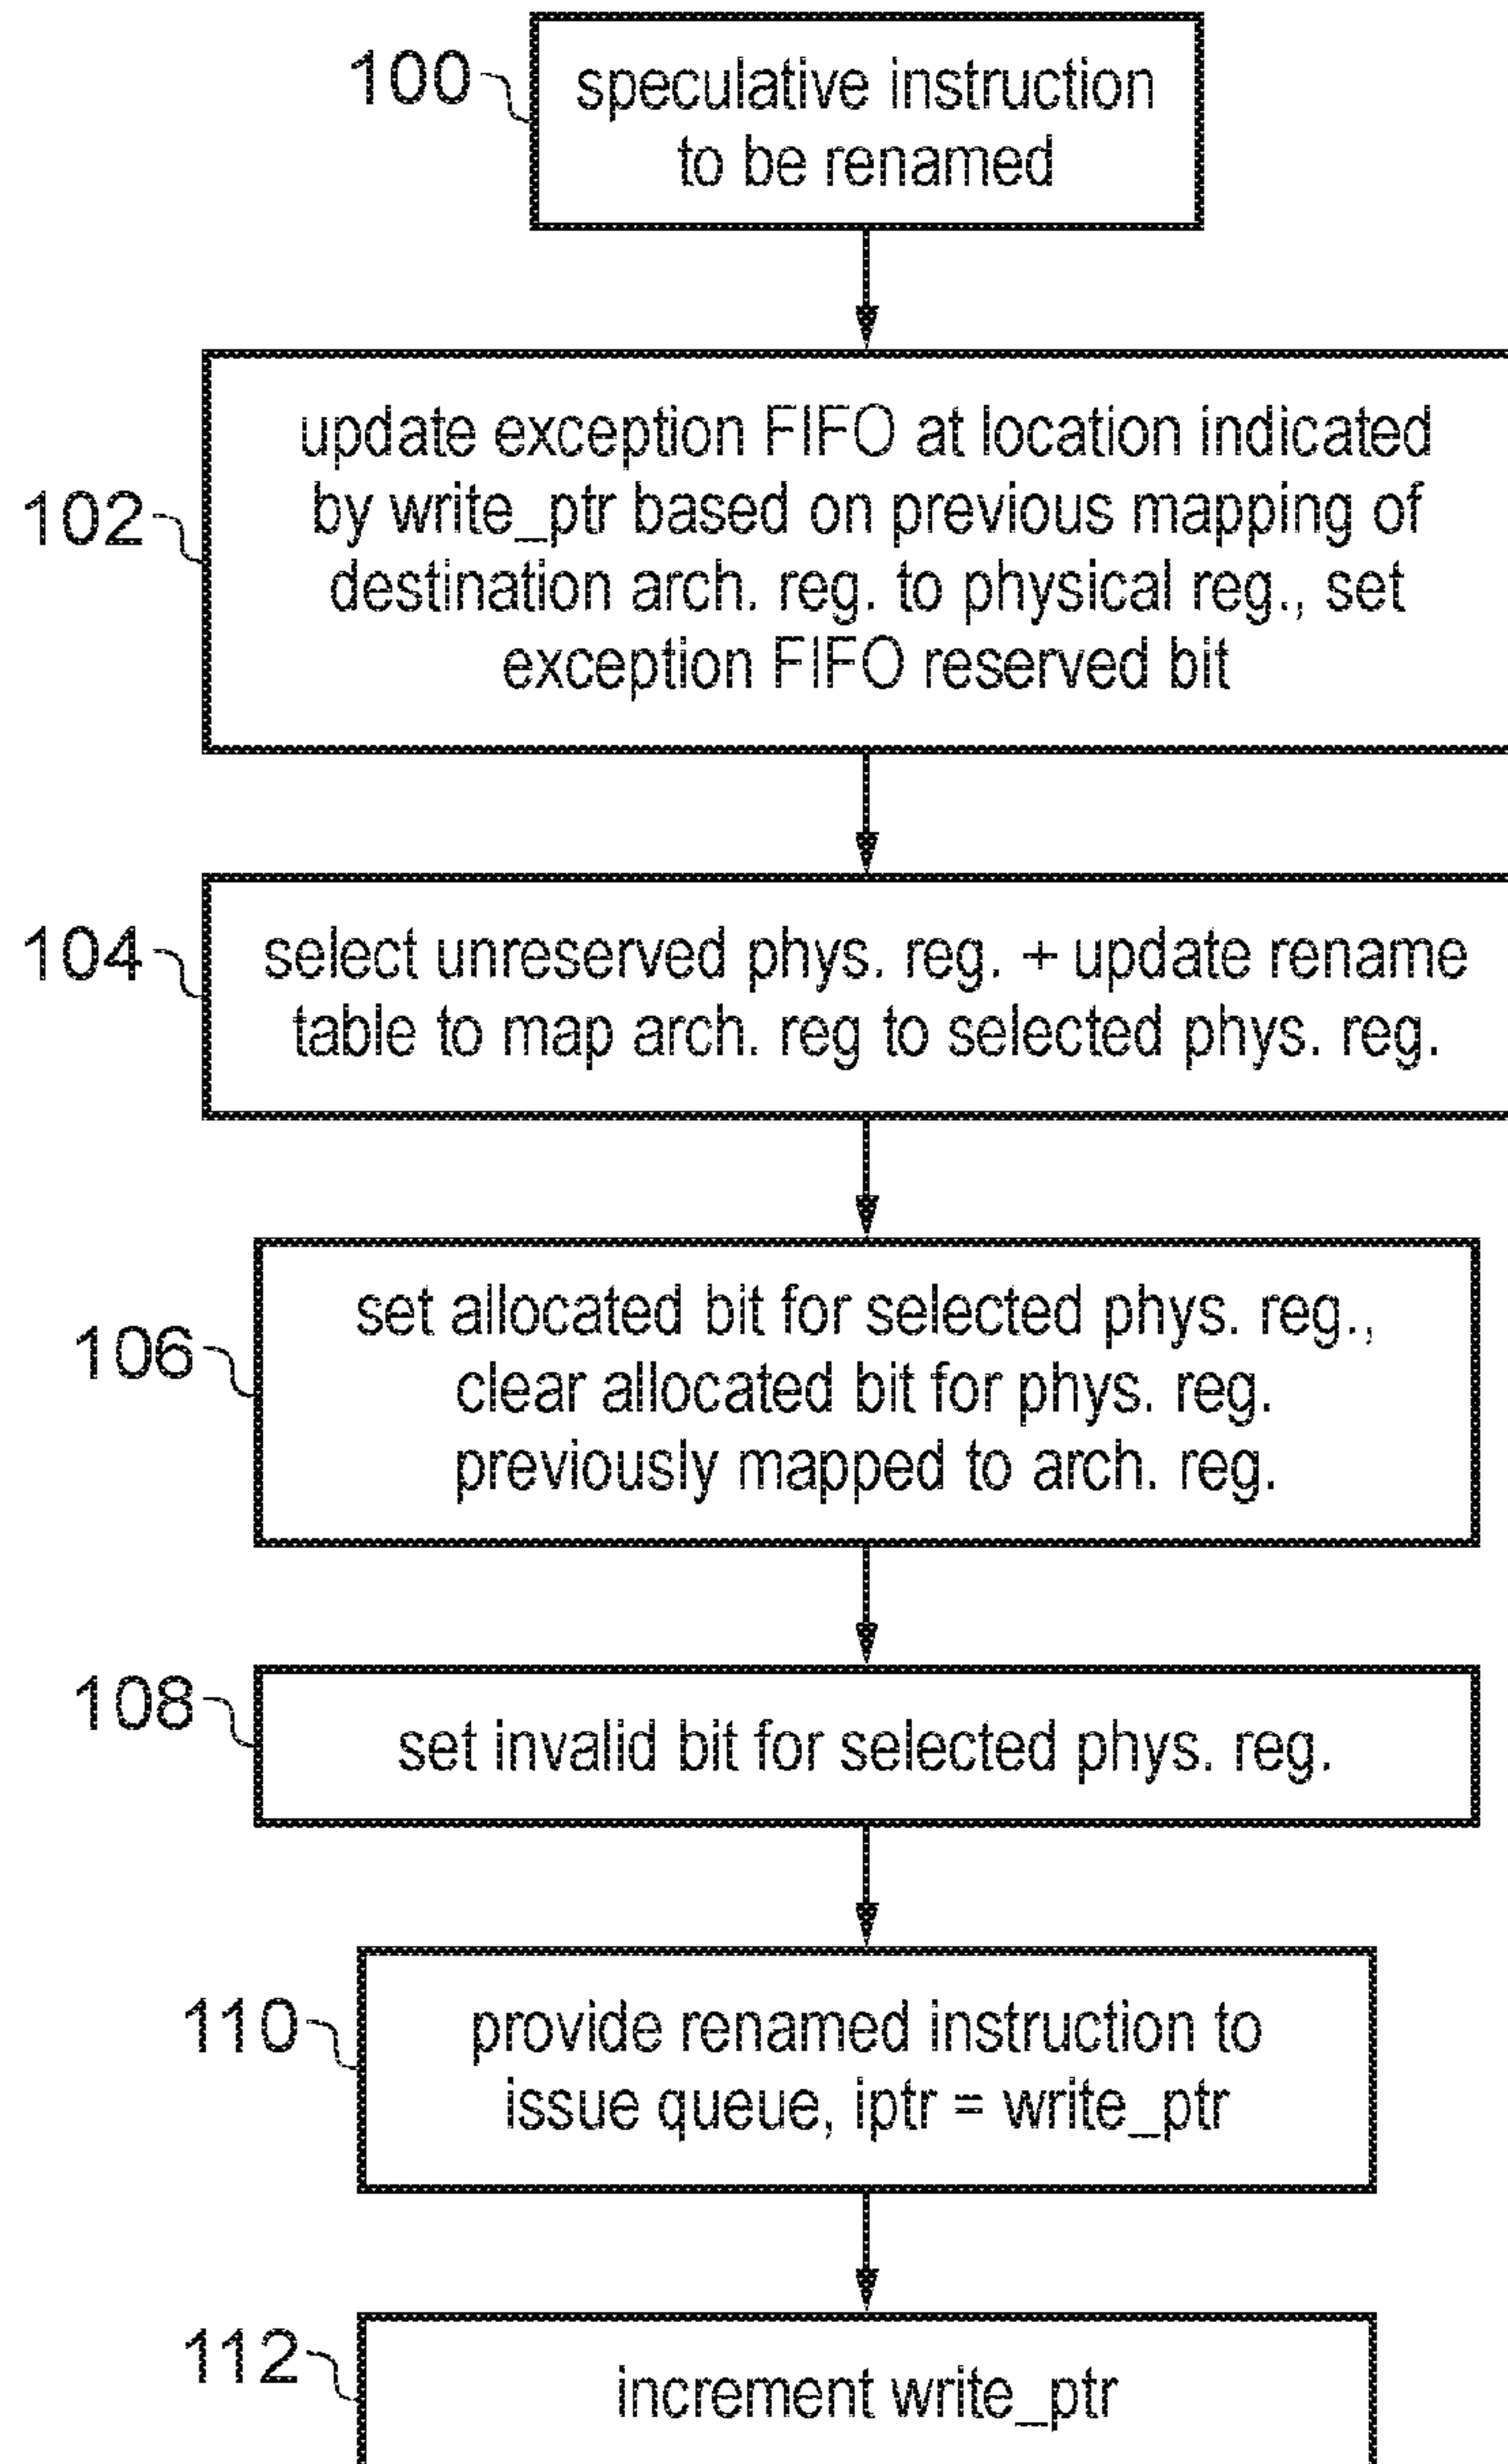 100
speculative instruction
to be renamed
102
update exception FIFO at location indicated
by write_ptr based on previous mapping of
destination arch. reg. to physical reg., set
exception FIFO reserved bit
104
select unreserved phys. reg. + update rename
table to map arch. reg to selected phys. reg.
106
set allocated bit for selected phys. reg.,
clear allocated bit for phys. reg.
previously mapped to arch. reg.
108
set invalid bit for selected phys. reg.
110
provide renamed instruction to
issue queue, iptr = write_ptr
112
increment write_ptr